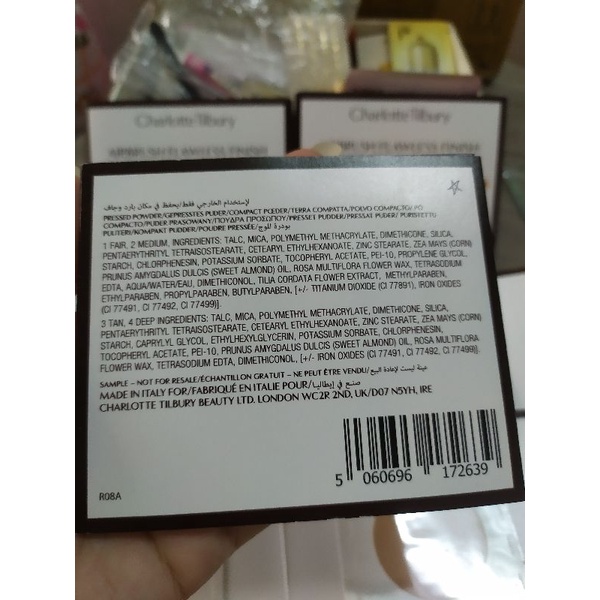 Charlotte Tilbury
Charlotte Tilbury
AIRBRUSH FLAWLESS FINISH
لإستخدام الخارجي فقط/يحفظ في مكان بارد وجاف
PRESSED POWDER/GEPRESSTES PUDER/COMPACT POEDER/TERRA COMPATTA/POLVO COMPACTO/PÓ
COMPACTO/PUDER PRASOWANY/ΠΟΥΔΡΑ ΠΡΟΣΩΠΟΥ/PRESSET PUDDER/PRESSAT PUDER/ PURISTETTU
PUUTERI/KOMPAKT PUDDER/POUDRE PRESSÉE/ بودرة للوج
1 FAIR, 2 MEDIUM, INGREDIENTS: TALC, MICA, POLYMETHYL METHACRYLATE, DIMETHICONE, SILICA,
PENTAERYTHRITYL TETRAISOSTEARATE, CETEARYL ETHYLHEXANOATE, ZINC STEARATE, ZEA MAYS (CORN)
STARCH, CHLORPHENESIN, POTASSIUM SORBATE, TOCOPHERYL ACETATE, PEI-10, PROPYLENE GLYCOL,
PRUNUS AMYGDALUS DULCIS (SWEET ALMOND) OIL, ROSA MULTIFLORA FLOWER WAX, TETRASODIUM
EDTA, AQUA/WATER/EAU, DIMETHICONOL, TILIA CORDATA FLOWER EXTRACT, METHYLPARABEN,
ETHYLPARABEN, PROPYLPARABEN, BUTYLPARABEN, [+/- TITANIUM DIOXIDE (CI 77891), IRON OXIDES
(CI 77491, CI 77492, CI 77499)].
3 TAN, 4 DEEP INGREDIENTS: TALC, MICA, POLYMETHYL METHACRYLATE, DIMETHICONE, SILICA,
PENTAERYTHRITYL TETRAISOSTEARATE, CETEARYL ETHYLHEXANOATE, ZINC STEARATE, ZEA MAYS (CORN)
STARCH, CAPRYLYL GLYCOL, ETHYLHEXYLGLYCERIN, POTASSIUM SORBATE, CHLORPHENESIN,
TOCOPHERYL ACETATE, PEI-10, PRUNUS AMYGDALUS DULCIS (SWEET ALMOND) OIL, ROSA MULTIFLORA
FLOWER WAX, TETRASODIUM EDTA, DIMETHICONOL, [+/- IRON OXIDES (CI 77491, CI 77492, CI 77499)].
SAMPLE - NOT FOR RESALE/ÉCHANTILLON GRATUIT - NE PEUT ÊTRE VENDU/ عينة ليست لإعادة البيع
MADE IN ITALY FOR/FABRIQUÉ EN ITALIE POUR/ صنع في إيطاليا
CHARLOTTE TILBURY BEAUTY LTD. LONDON WC2R 2ND, UK/D07 N5YH, IRE
R08A
5 060696 172639